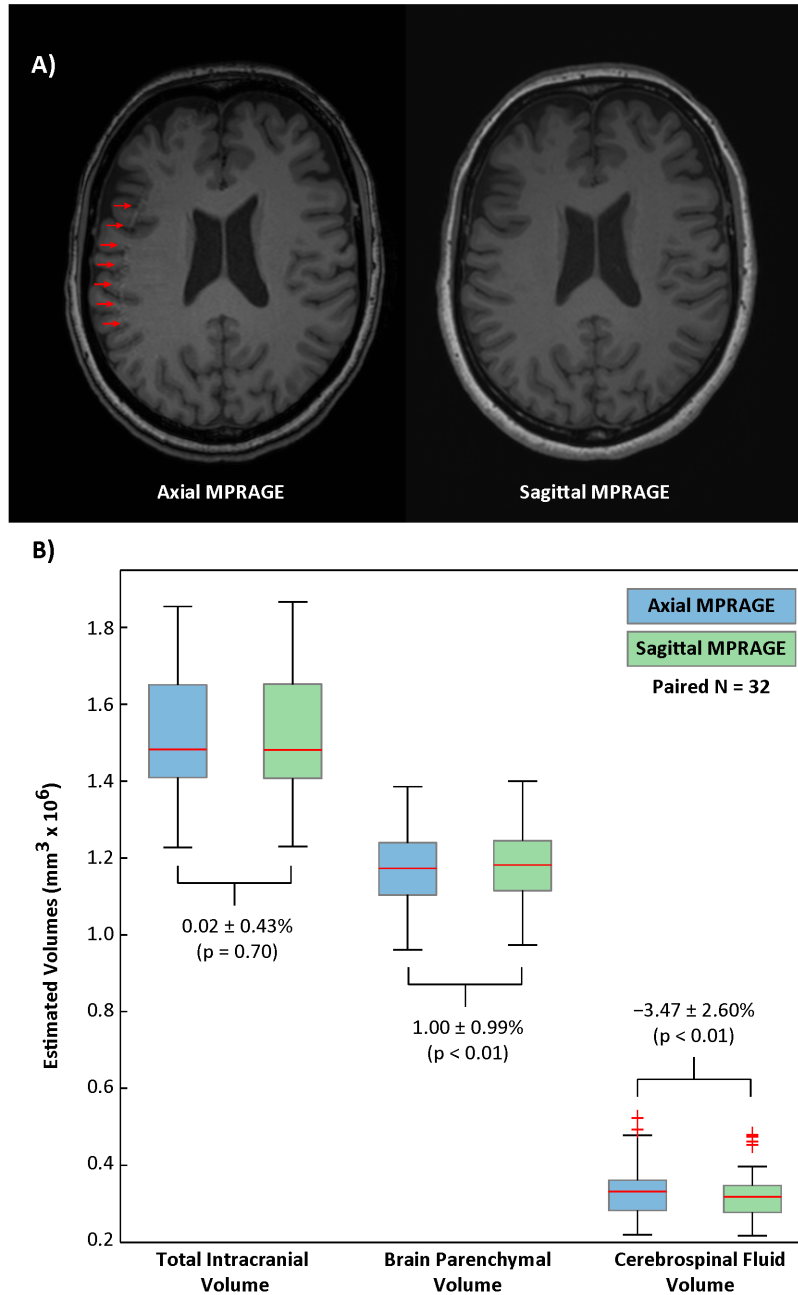 A)
Axial MPRAGE
Sagittal MPRAGE
B)
Estimated Volumes (mm³ x 10⁶)
1.8
1.6
1.4
1.2
1.0
0.8
0.6
0.4
0.2
Axial MPRAGE
Sagittal MPRAGE
Paired N = 32
0.02 ± 0.43%
(p = 0.70)
1.00 ± 0.99%
(p < 0.01)
−3.47 ± 2.60%
(p < 0.01)
Total Intracranial
Volume
Brain Parenchymal
Volume
Cerebrospinal Fluid
Volume